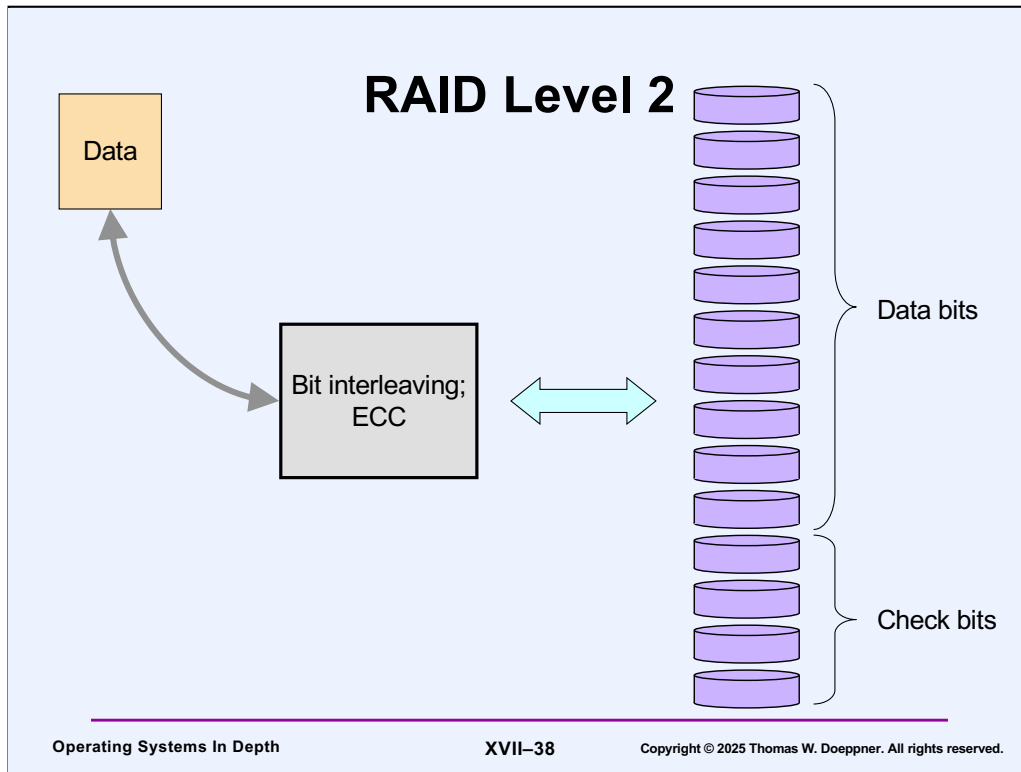 RAID Level 2
Data
Bit interleaving;
ECC
Data bits
Check bits
Operating Systems In Depth
XVII–38
Copyright © 2025 Thomas W. Doeppner. All rights reserved.